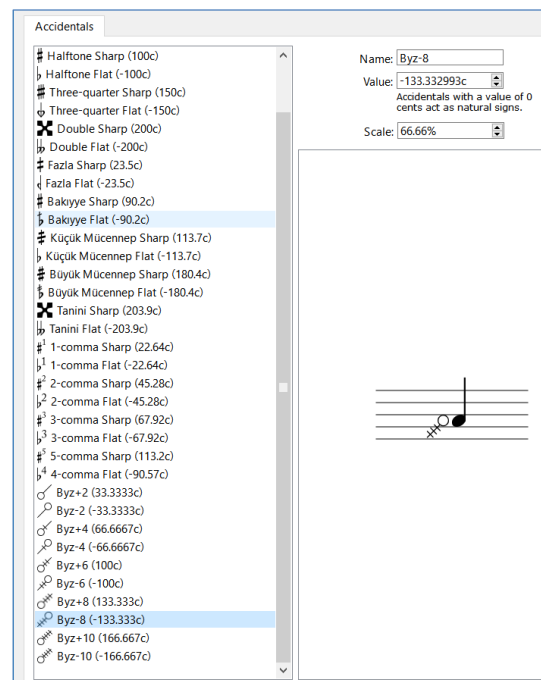 Accidentals
Halftone Sharp (100c)
Halftone Flat (-100c)
Three-quarter Sharp (150c)
Three-quarter Flat (-150c)
Double Sharp (200c)
Double Flat (-200c)
Fazla Sharp (23.5c)
Fazla Flat (-23.5c)
Bakıyye Sharp (90.2c)
Bakıyye Flat (-90.2c)
Küçük Mücennep Sharp (113.7c)
Küçük Mücennep Flat (-113.7c)
Büyük Mücennep Sharp (180.4c)
Büyük Mücennep Flat (-180.4c)
Tanini Sharp (203.9c)
Tanini Flat (-203.9c)
1 1-comma Sharp (22.64c)
1 1-comma Flat (-22.64c)
2 2-comma Sharp (45.28c)
2 2-comma Flat (-45.28c)
3 3-comma Sharp (67.92c)
3 3-comma Flat (-67.92c)
5 5-comma Sharp (113.2c)
4 4-comma Flat (-90.57c)
Byz+2 (33.3333c)
Byz-2 (-33.3333c)
Byz+4 (66.6667c)
Byz-4 (-66.6667c)
Byz+6 (100c)
Byz-6 (-100c)
Byz+8 (133.333c)
Byz-8 (-133.333c)
Byz+10 (166.667c)
Byz-10 (-166.667c)
Name: Byz-8
Value: -133.332993c
Accidentals with a value of 0
cents act as natural signs.
Scale: 66.66%